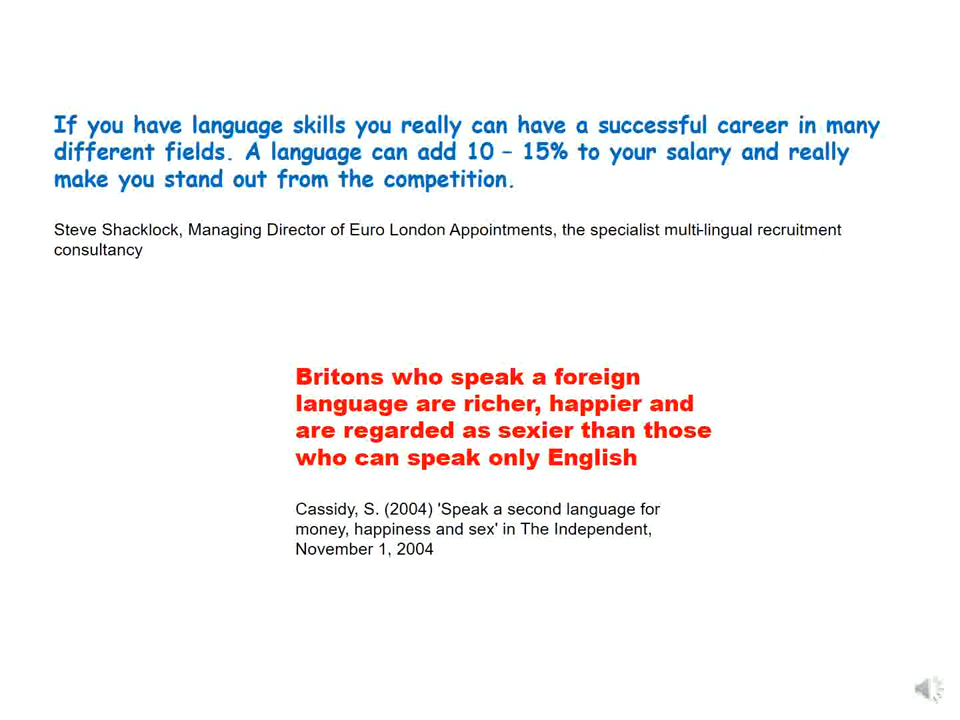 If you have language skills you really can have a successful career in many
different fields. A language can add 10 – 15% to your salary and really
make you stand out from the competition.
Steve Shacklock, Managing Director of Euro London Appointments, the specialist multi-lingual recruitment
consultancy
Britons who speak a foreign
language are richer, happier and
are regarded as sexier than those
who can speak only English
Cassidy, S. (2004) 'Speak a second language for
money, happiness and sex' in The Independent,
November 1, 2004